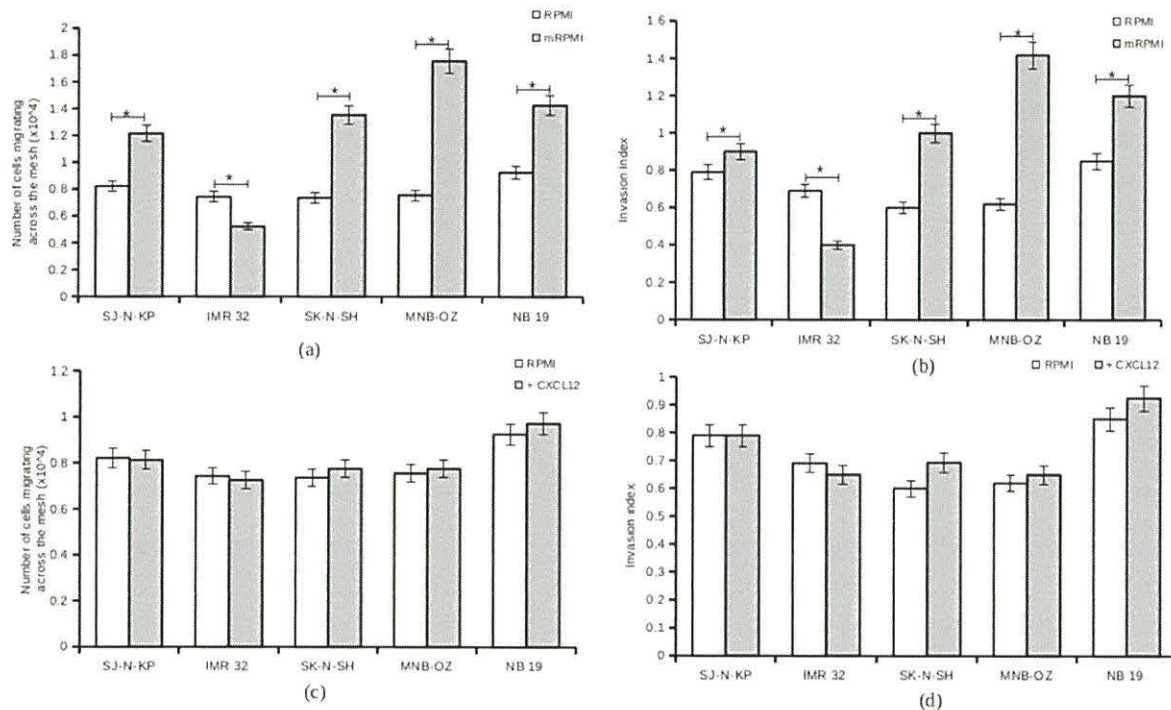 RPMI
mRPMI
*
*
*
*
*
Number of cells migrating
across the mesh (x10^4)
2
1.8
1.6
1.4
1.2
1
0.8
0.6
0.4
0.2
0
SJ-N-KP IMR 32 SK-N-SH MNB-OZ NB 19
(a)
RPMI
mRPMI
*
*
*
*
*
Invasion Index
1.6
1.4
1.2
1
0.8
0.6
0.4
0.2
0
SJ-N-KP IMR 32 SK-N-SH MNB-OZ NB 19
(b)
RPMI
+ CXCL12
Number of cells migrating
across the mesh (x10^4)
1.2
1
0.8
0.6
0.4
0.2
0
SJ-N-KP IMR 32 SK-N-SH MNB-OZ NB 19
(c)
RPMI + CXCL12
Invasion index
0.9
0.8
0.7
0.6
0.5
0.4
0.3
0.2
0.1
0
SJ-N-KP IMR 32 SK-N-SH MNB-OZ NB 19
(d)